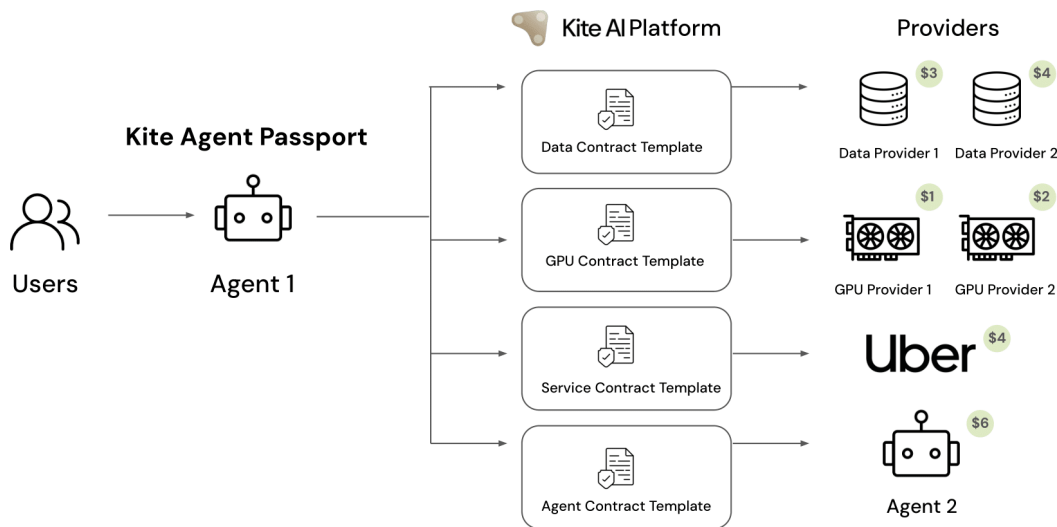 Kite AI Platform
Providers
Kite Agent Passport
Users
Agent 1
Data Contract Template
$3
$4
Data Provider 1
Data Provider 2
GPU Contract Template
$1
$2
GPU Provider 1
GPU Provider 2
Service Contract Template
Uber
$4
Agent Contract Template
$6
Agent 2